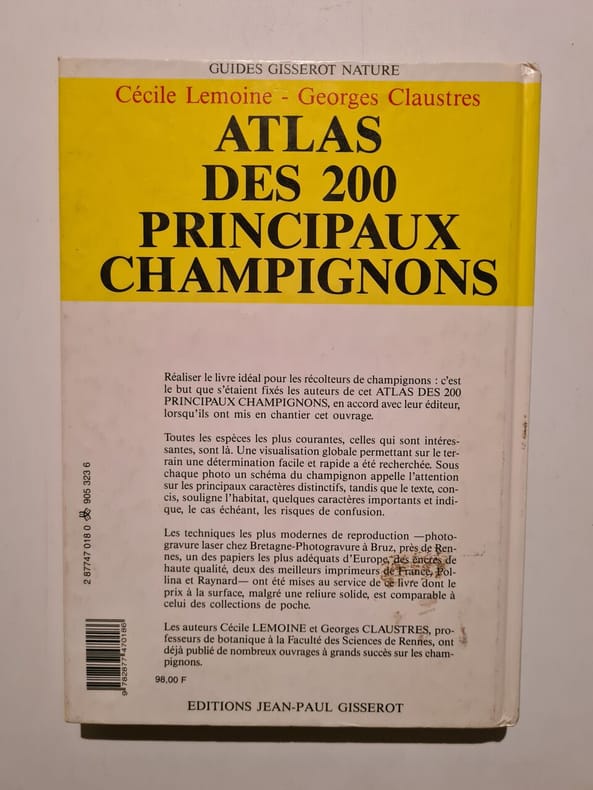 GUIDES GISSEROT NATURE
Cécile Lemoine - Georges Claustres
ATLAS
DES 200
PRINCIPAUX
CHAMPIGNONS
Réaliser le livre idéal pour les récolteurs de champignons : c'est
le but que s'étaient fixés les auteurs de cet ATLAS DES 200
PRINCIPAUX CHAMPIGNONS, en accord avec leur éditeur,
lorsqu'ils ont mis en chantier cet ouvrage.
Toutes les espèces les plus courantes, celles qui sont intéres-
santes, sont là. Une visualisation globale permettant sur le ter-
rain une détermination facile et rapide a été recherchée. Sous
chaque photo un schéma du champignon appelle l'attention
sur les principaux caractères distinctifs, tandis que le texte, con-
cis, souligne l'habitat, quelques caractères importants et indi-
que, le cas échéant, les risques de confusion.
Les techniques les plus modernes de reproduction —photo-
gravure laser chez Bretagne-Photogravure à Bruz, près de Ren-
nes, un des papiers les plus adéquats d'Europe, des encres de
haute qualité, deux des meilleurs imprimeurs de France, Pol-
lina et Raynard— ont été mises au service de ce livre dont le
prix à la surface, malgré une reliure solide, est comparable à
celui des collections de poche.
Les auteurs Cécile LEMOINE et Georges CLAUSTRES, pro-
fesseurs de botanique à la Faculté des Sciences de Rennes, ont
déjà publié de nombreux ouvrages à grands succès sur les cham-
pignons.
98,00 F
EDITIONS JEAN-PAUL GISSEROT
2 87747 018 0
905 323 6
9 782877 470186